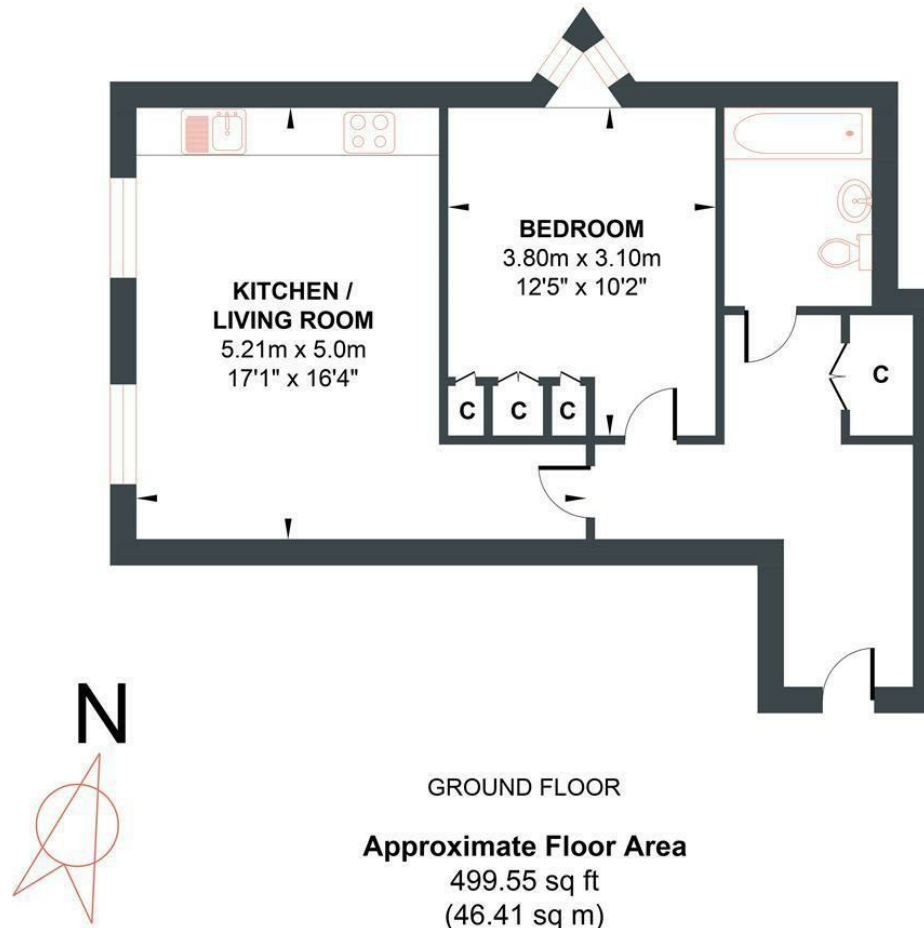 BEDROOM
3.80m x 3.10m
12'5" x 10'2"
KITCHEN /
LIVING ROOM
5.21m x 5.0m
17'1" x 16'4"
C
C
C
C
N
GROUND FLOOR
Approximate Floor Area
499.55 sq ft
(46.41 sq m)